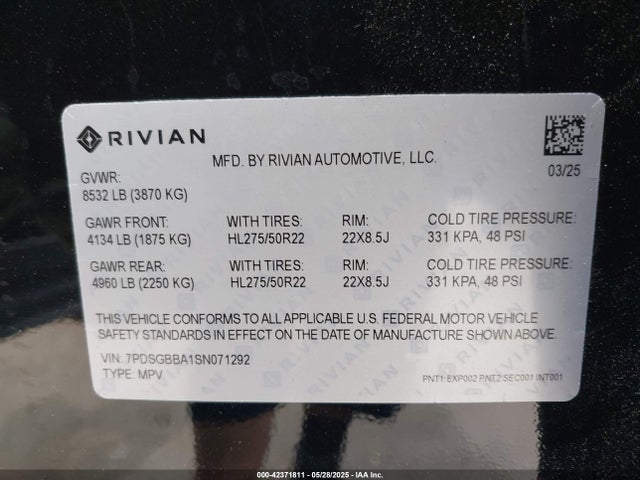 RIVIAN
MFD. BY RIVIAN AUTOMOTIVE, LLC.
03/25
GVWR:
8532 LB (3870 KG)
GAWR FRONT: WITH TIRES: RIM: COLD TIRE PRESSURE:
4134 LB (1875 KG) HL275/50R22 22X8.5J 331 KPA, 48 PSI
GAWR REAR: WITH TIRES: RIM: COLD TIRE PRESSURE:
4960 LB (2250 KG) HL275/50R22 22X8.5J 331 KPA, 48 PSI
THIS VEHICLE CONFORMS TO ALL APPLICABLE U.S. FEDERAL MOTOR VEHICLE
SAFETY STANDARDS IN EFFECT ON THE DATE OF MANUFACTURE SHOWN ABOVE.
VIN: 7PDSGBBA1SN071292
TYPE: MPV
PNT1:EXP002 PNT2 SEC001 INT001
000-42371811 - 05/28/2025 - IAA Inc.